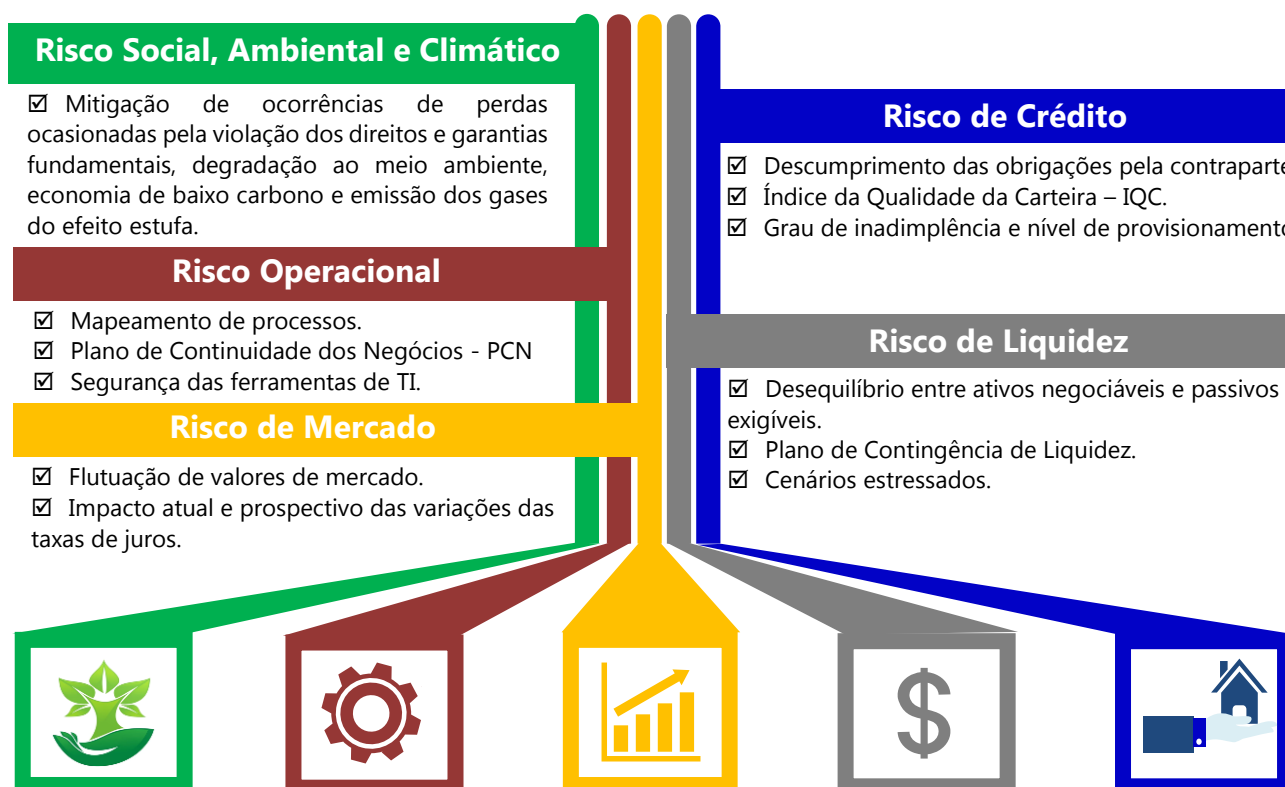 Risco Social, Ambiental e Climático
☑ Mitigação de ocorrências de perdas
ocasionadas pela violação dos direitos e garantias
fundamentais, degradação ao meio ambiente,
economia de baixo carbono e emissão dos gases
do efeito estufa.
Risco Operacional
☑ Mapeamento de processos.
☑ Plano de Continuidade dos Negócios - PCN
☑ Segurança das ferramentas de TI.
Risco de Mercado
☑ Flutuação de valores de mercado.
☑ Impacto atual e prospectivo das variações das
taxas de juros.
Risco de Crédito
☑ Descumprimento das obrigações pela contraparte
☑ Índice da Qualidade da Carteira – IQC.
☑ Grau de inadimplência e nível de provisionamento
Risco de Liquidez
☑ Desequilíbrio entre ativos negociáveis e passivos
exigíveis.
☑ Plano de Contingência de Liquidez.
☑ Cenários estressados.
$